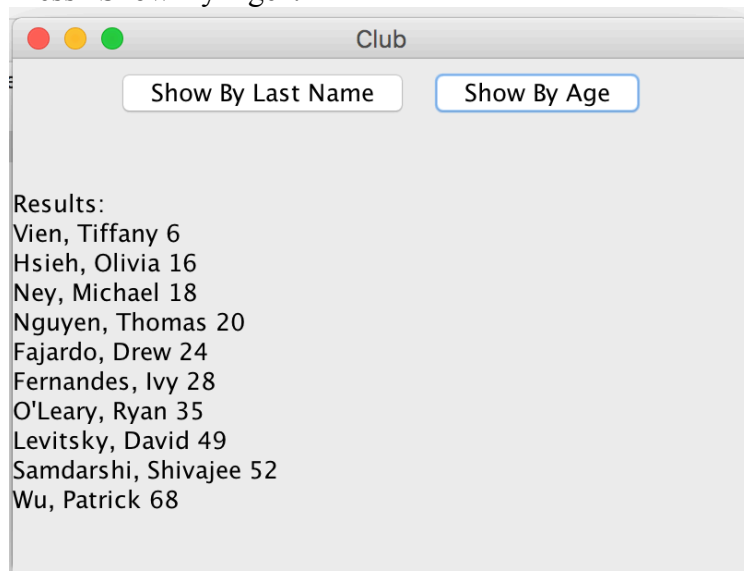 Club
Show By Last Name Show By Age
Results:
Vien, Tiffany 6
Hsieh, Olivia 16
Ney, Michael 18
Nguyen, Thomas 20
Fajardo, Drew 24
Fernandes, Ivy 28
O'Leary, Ryan 35
Levitsky, David 49
Samdarshi, Shivajee 52
Wu, Patrick 68